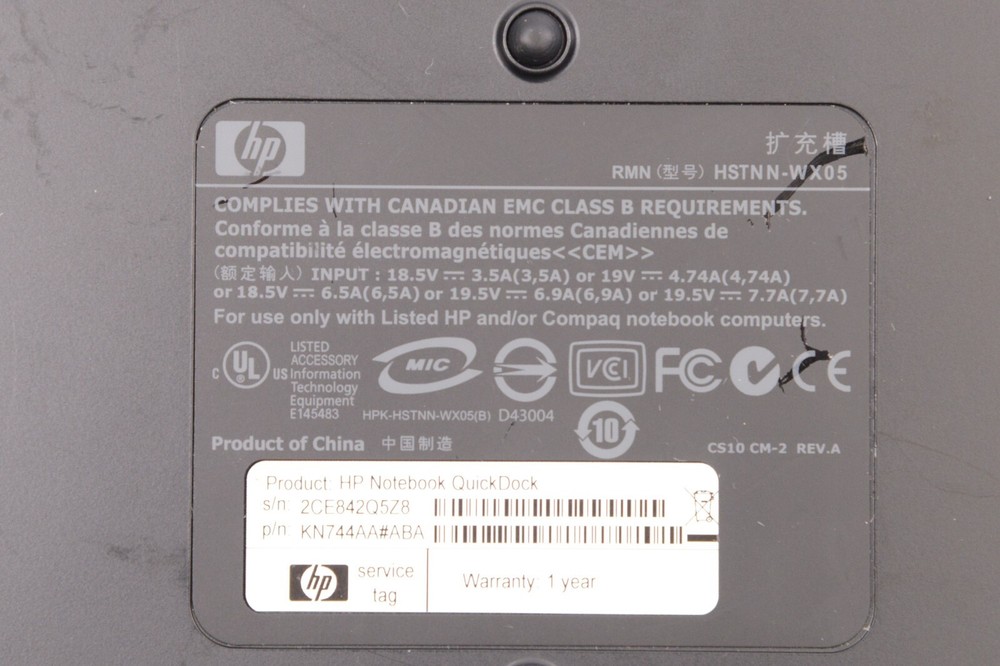 hp
扩充槽
RMN (型号) HSTNN-WX05
COMPLIES WITH CANADIAN EMC CLASS B REQUIREMENTS.
Conforme à la classe B des normes Canadiennes de
compatibilité électromagnétiques<<CEM>>
(额定输入) INPUT : 18.5V ⎓ 3.5A(3,5A) or 19V ⎓ 4.74A(4,74A)
or 18.5V ⎓ 6.5A(6,5A) or 19.5V ⎓ 6.9A(6,9A) or 19.5V ⎓ 7.7A(7,7A)
For use only with Listed HP and/or Compaq notebook computers.
C UL ® US
LISTED
ACCESSORY
Information
Technology
Equipment
E145483
MIC
HPK-HSTNN-WX05(B)
D43004
VCI
FC
N
CE
10
Product of China 中国制造
CS10 CM-2 REV.A
Product: HP Notebook QuickDock
s/n: 2CE842Q5Z8
p/n: KN744AA#ABA
hp
service
tag
Warranty: 1 year